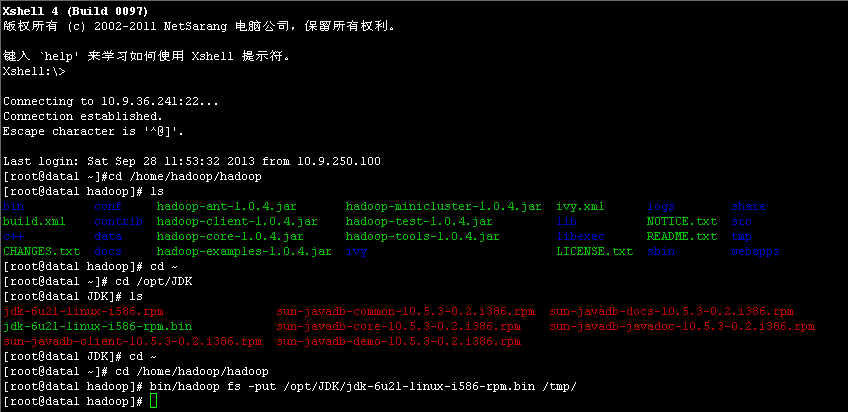 Xshell 4 (Build 0097)
版权所有 (c) 2002-2011 NetSarang 电脑公司，保留所有权利。
键入 `help' 来学习如何使用 Xshell 提示符。
Xshell:\>
Connecting to 10.9.36.241:22...
Connection established.
Escape character is '^@]'.
Last login: Sat Sep 28 11:53:32 2013 from 10.9.250.100
[root@data1 ~]#cd /home/hadoop/hadoop
[root@data1 hadoop]# ls
bin conf hadoop-ant-1.0.4.jar hadoop-minicluster-1.0.4.jar ivy.xml logs share
build.xml contrib hadoop-client-1.0.4.jar hadoop-test-1.0.4.jar lib NOTICE.txt src
c++ data hadoop-core-1.0.4.jar hadoop-tools-1.0.4.jar libexec README.txt tmp
CHANGES.txt docs hadoop-examples-1.0.4.jar ivy LICENSE.txt sbin webapps
[root@data1 hadoop]# cd ~
[root@data1 ~]# cd /opt/JDK
[root@data1 JDK]# ls
jdk-6u21-linux-i586.rpm sun-javadb-common-10.5.3-0.2.i386.rpm sun-javadb-docs-10.5.3-0.2.i386.rpm
jdk-6u21-linux-i586-rpm.bin sun-javadb-core-10.5.3-0.2.i386.rpm sun-javadb-javadoc-10.5.3-0.2.i386.rpm
sun-javadb-client-10.5.3-0.2.i386.rpm sun-javadb-demo-10.5.3-0.2.i386.rpm
[root@data1 JDK]# cd ~
[root@data1 ~]# cd /home/hadoop/hadoop
[root@data1 hadoop]# bin/hadoop fs -put /opt/JDK/jdk-6u21-linux-i586-rpm.bin /tmp/
[root@data1 hadoop]#